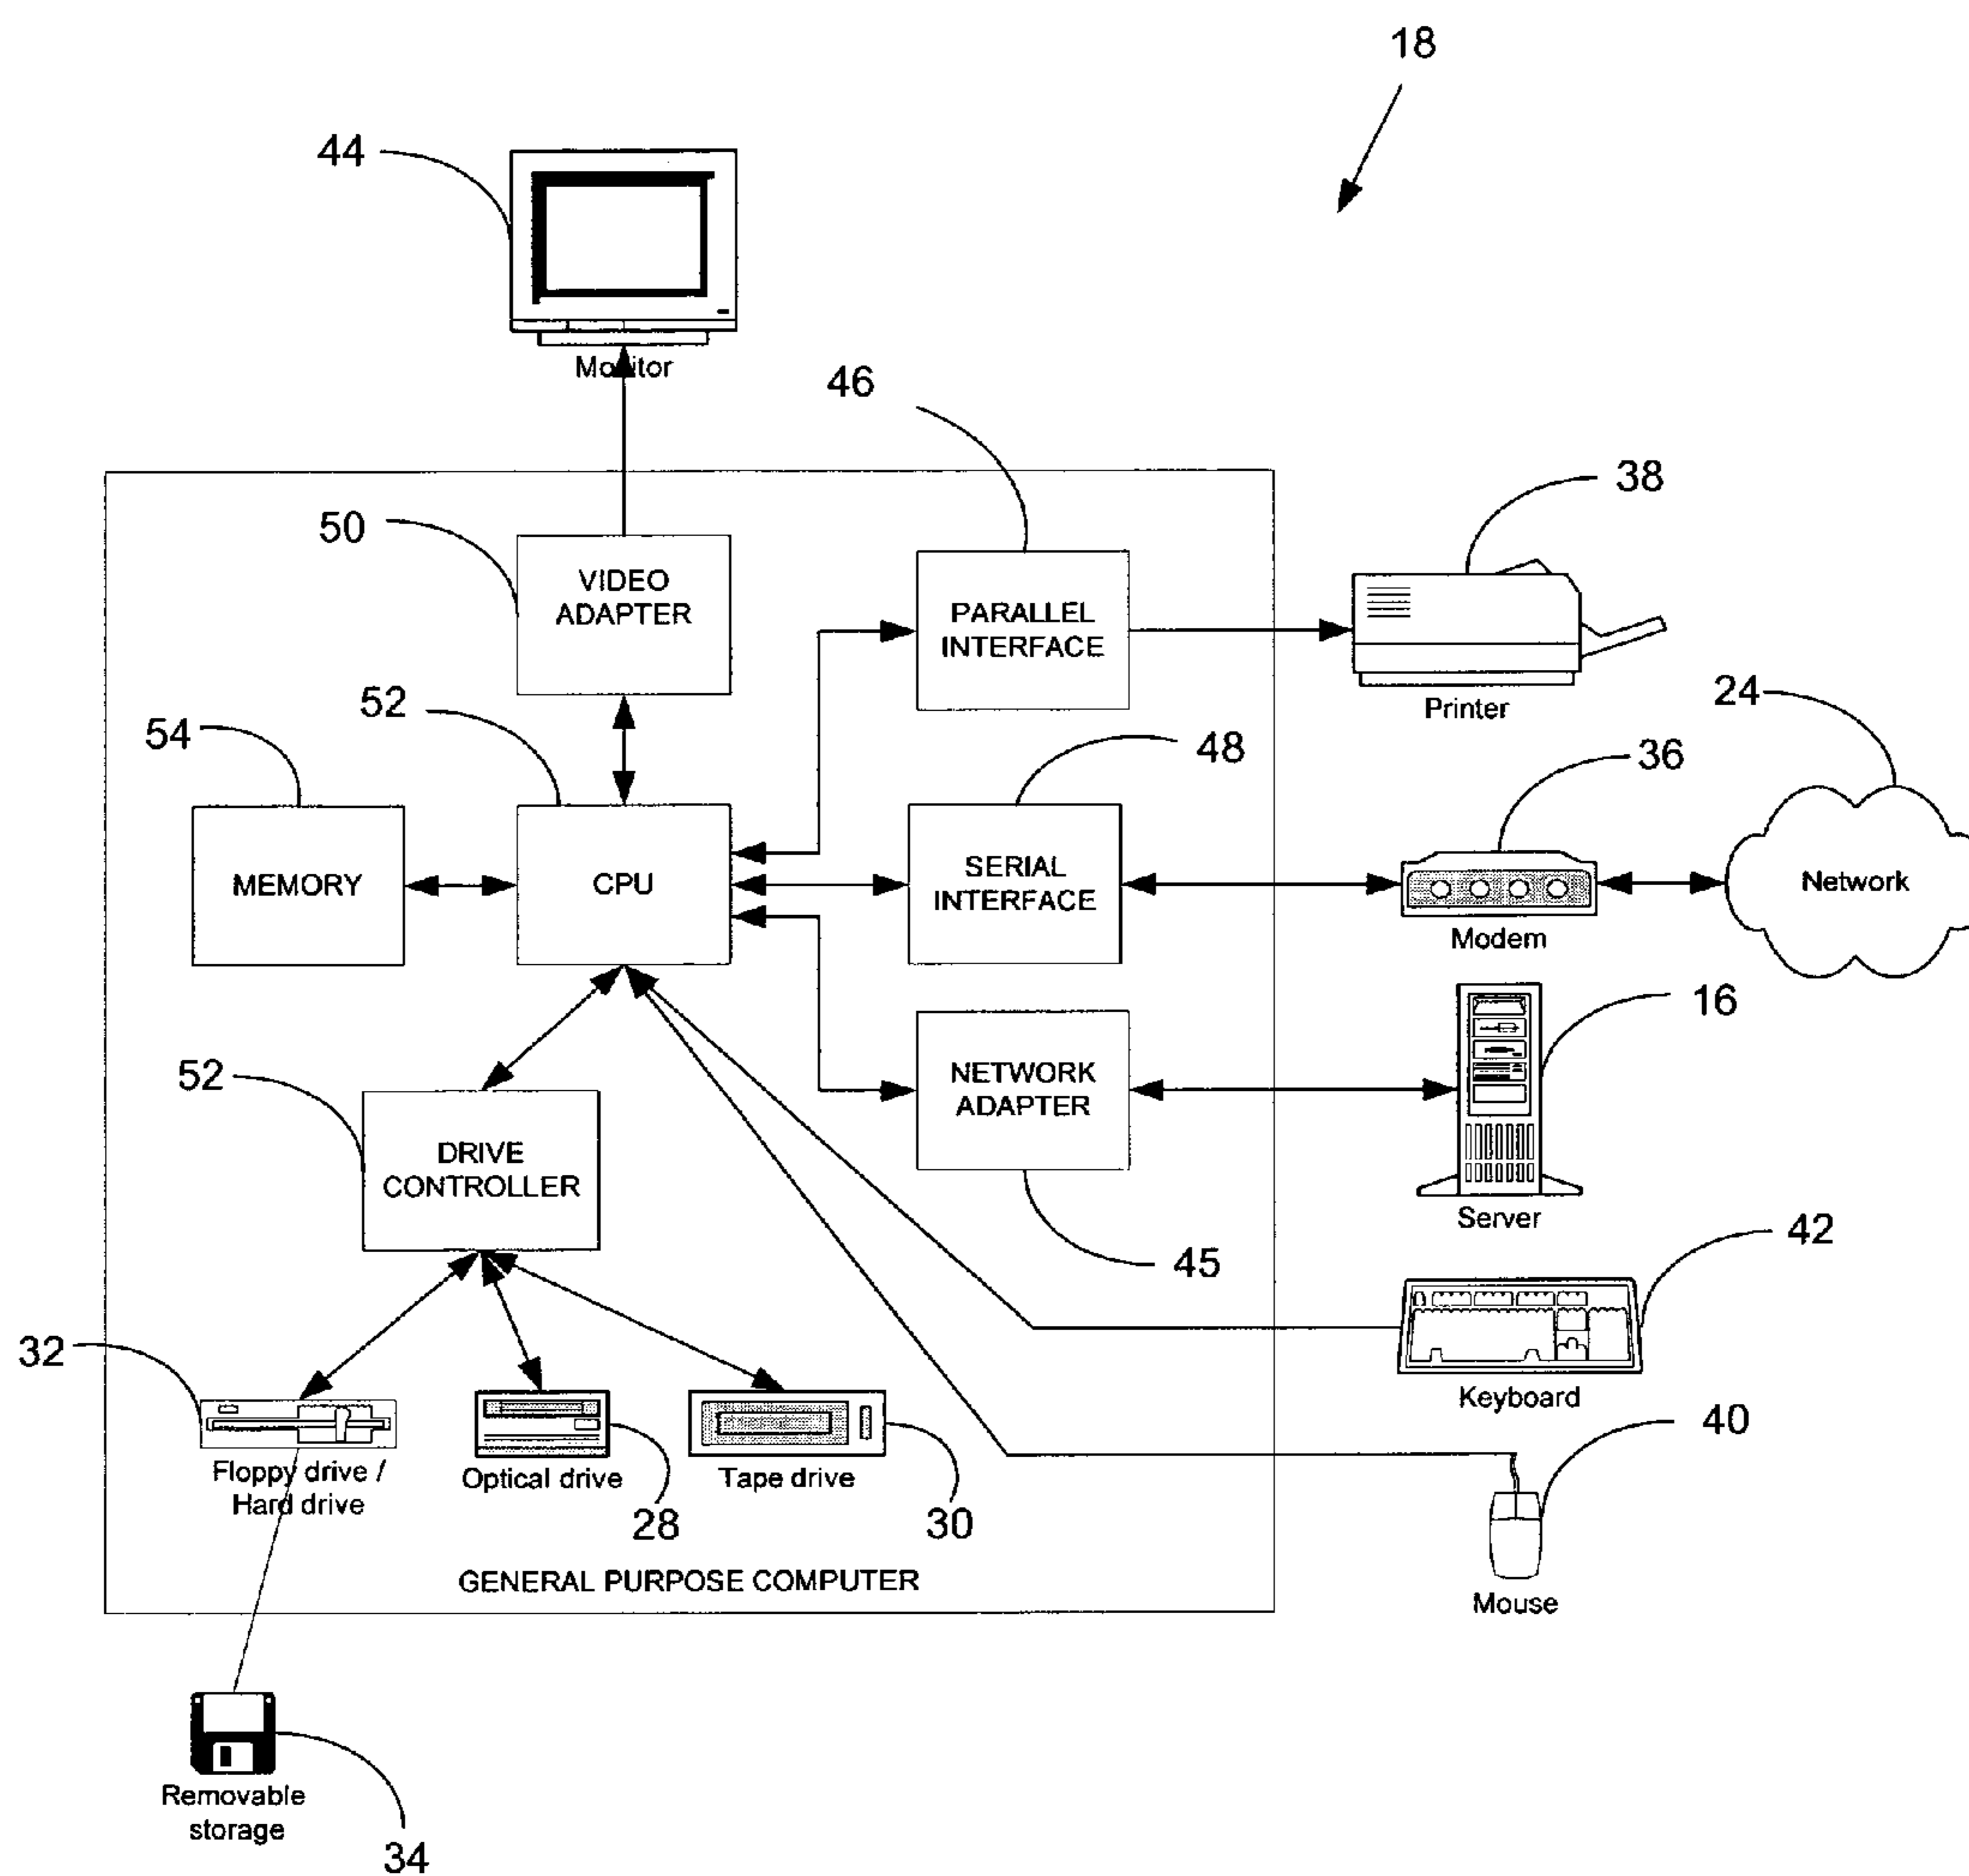 18
44
Monitor
46
38
50
VIDEO
ADAPTER
PARALLEL
INTERFACE
Printer
24
52
54
48
36
MEMORY
CPU
SERIAL
INTERFACE
Modem
Network
16
52
NETWORK
ADAPTER
DRIVE
CONTROLLER
Server
45
42
32
Keyboard
Floppy drive /
Hard drive
Optical drive
Tape drive
40
28
30
GENERAL PURPOSE COMPUTER
Mouse
Removable
storage
34